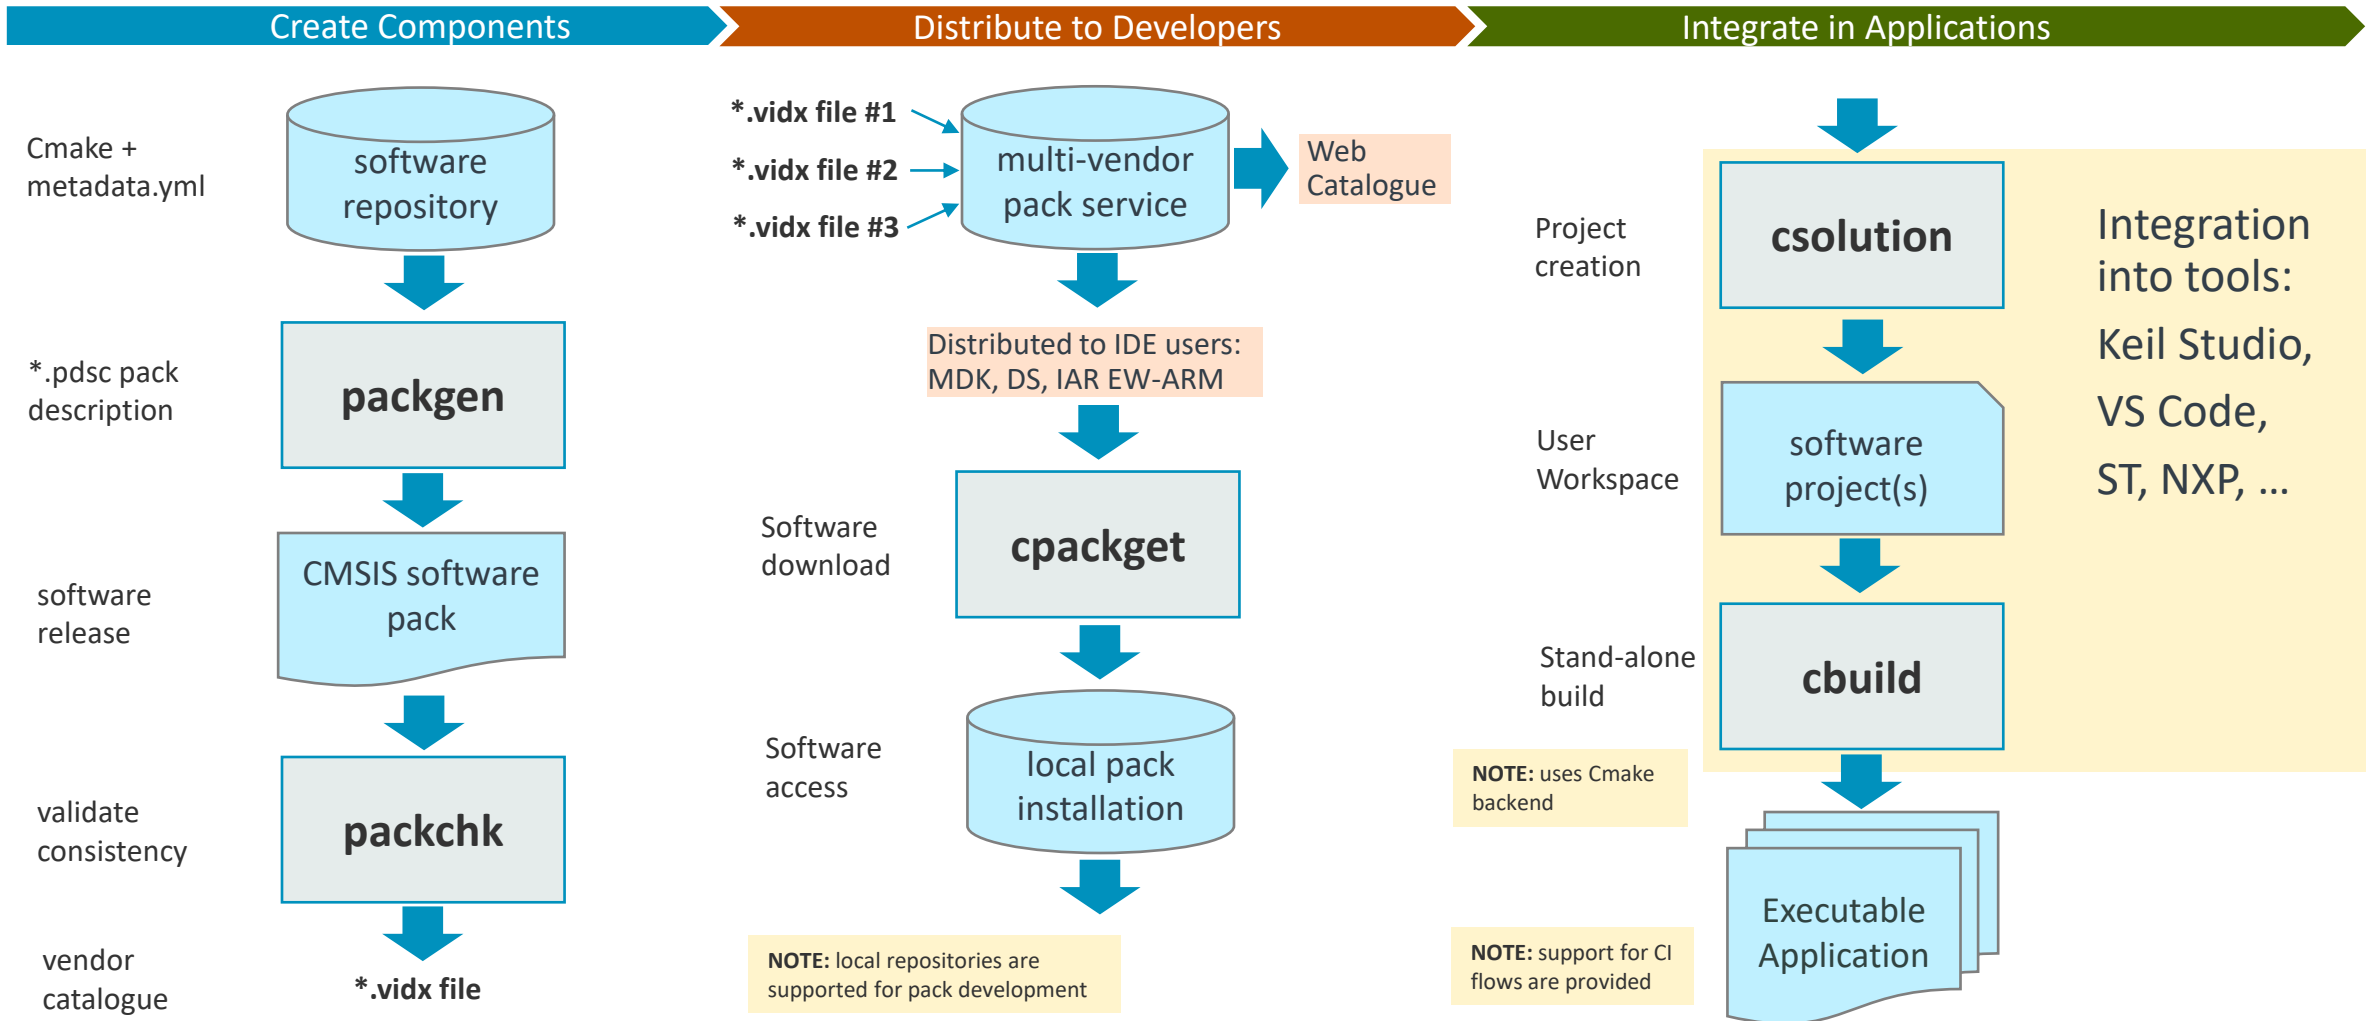 Create Components
Distribute to Developers
Integrate in Applications
Cmake +
metadata.yml
software
repository
*.pdsc pack
description
packgen
software
release
CMSIS software
pack
validate
consistency
packchk
vendor
catalogue
*.vidx file
*.vidx file #1
*.vidx file #2
*.vidx file #3
multi-vendor
pack service
Web
Catalogue
Distributed to IDE users:
MDK, DS, IAR EW-ARM
Software
download
cpackget
Software
access
local pack
installation
NOTE: local repositories are
supported for pack development
Project
creation
csolution
User
Workspace
software
project(s)
Stand-alone
build
cbuild
Integration
into tools:
Keil Studio,
VS Code,
ST, NXP, ...
NOTE: uses Cmake
backend
NOTE: support for CI
flows are provided
Executable
Application